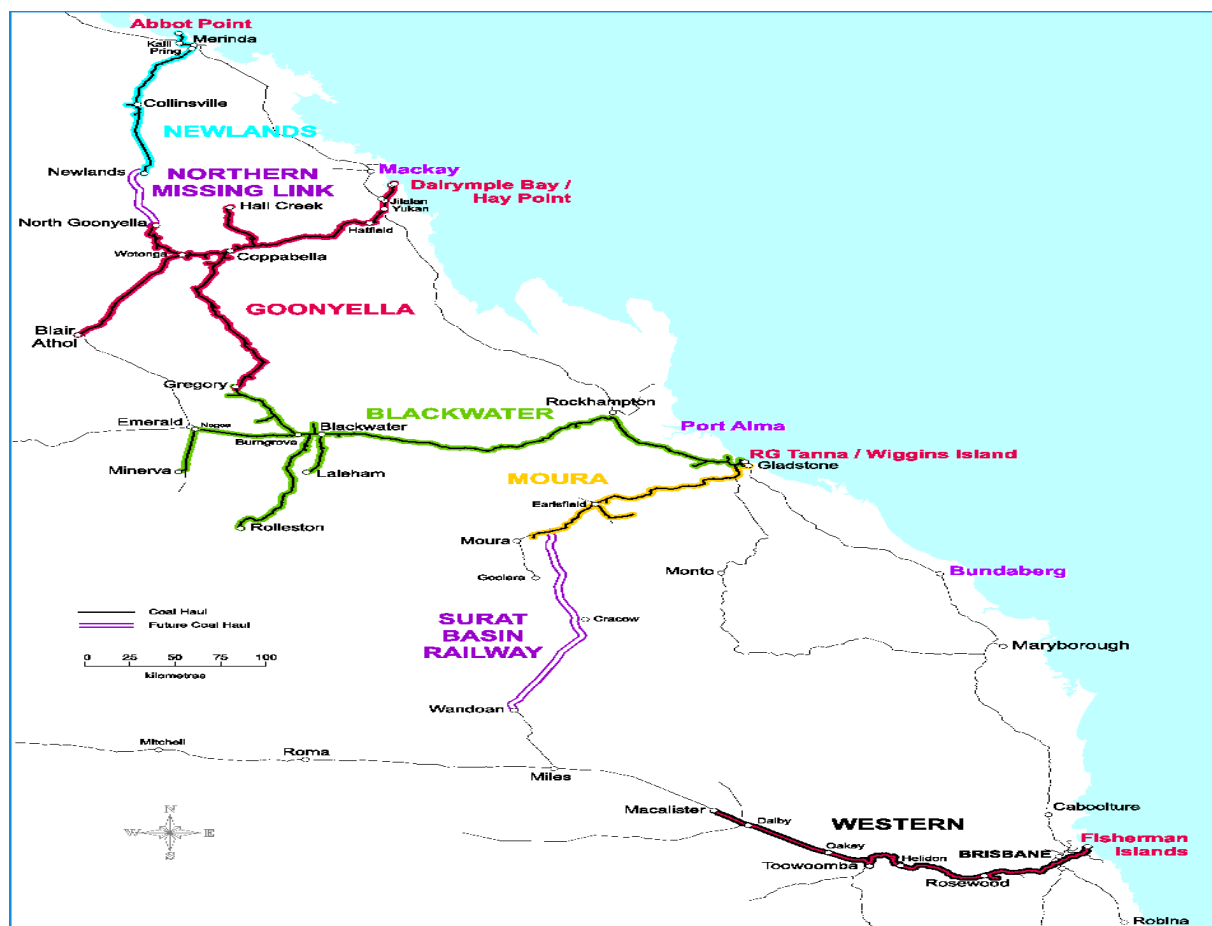 Abbot Point
Kaili
Pring
Merinda
Collinsville
NEWLANDS
Newlands
NORTHERN
MISSING LINK
Mackay
Dalrymple Bay /
Hay Point
Hail Creek
Jilalan
Yukan
North Goonyella
Hatfield
Wotonga
Coppabella
GOONYELLA
Blair
Athol
Gregory
Rockhampton
BLACKWATER
Emerald
Nogoa
Blackwater
Port Alma
Burngrove
RG Tanna / Wiggins Island
Gladstone
Minerva
Laleham
MOURA
Earlsfield
Rolleston
Moura
Goolara
Monto
Bundaberg
Coal Haul
Future Coal Haul
SURAT
BASIN
RAILWAY
Cracow
Maryborough
0 25 50 75 100
kilometres
Wandoan
Mitchell
Roma
Miles
Macalister
Caboolture
N
W E
S
Dalby
WESTERN
Oakey
Toowoomba
Helidon
BRISBANE
Fisherman
Islands
Rosewood
Robina